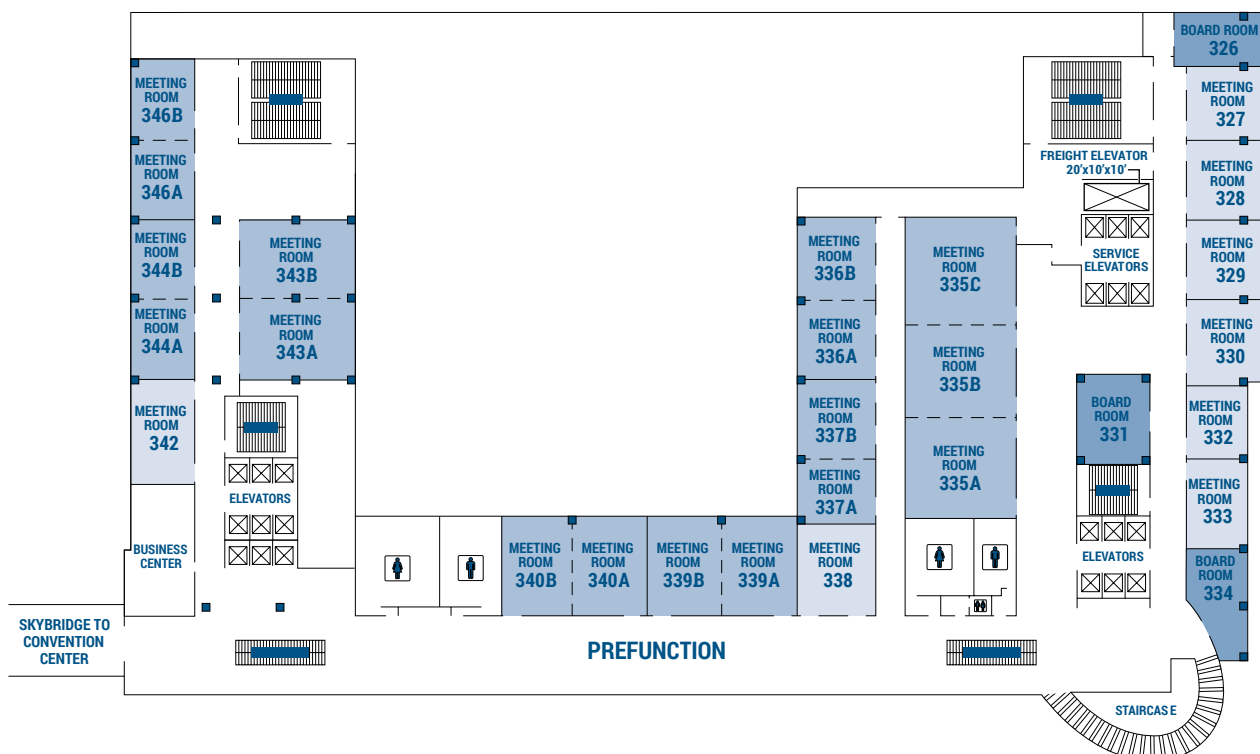 BOARD ROOM
326
MEETING
ROOM
346B
MEETING
ROOM
327
MEETING
ROOM
346A
FREIGHT ELEVATOR
20'x10'x10'
MEETING
ROOM
328
MEETING
ROOM
344B
MEETING
ROOM
343B
MEETING
ROOM
336B
MEETING
ROOM
335C
SERVICE
ELEVATORS
MEETING
ROOM
329
MEETING
ROOM
344A
MEETING
ROOM
343A
MEETING
ROOM
336A
MEETING
ROOM
335B
MEETING
ROOM
330
MEETING
ROOM
342
MEETING
ROOM
337B
BOARD
ROOM
331
MEETING
ROOM
332
ELEVATORS
MEETING
ROOM
337A
MEETING
ROOM
335A
MEETING
ROOM
333
BUSINESS
CENTER
MEETING
ROOM
340B
MEETING
ROOM
340A
MEETING
ROOM
339B
MEETING
ROOM
339A
MEETING
ROOM
338
ELEVATORS
BOARD
ROOM
334
SKYBRIDGE TO
CONVENTION
CENTER
PREFUNCTION
STAIRCASE